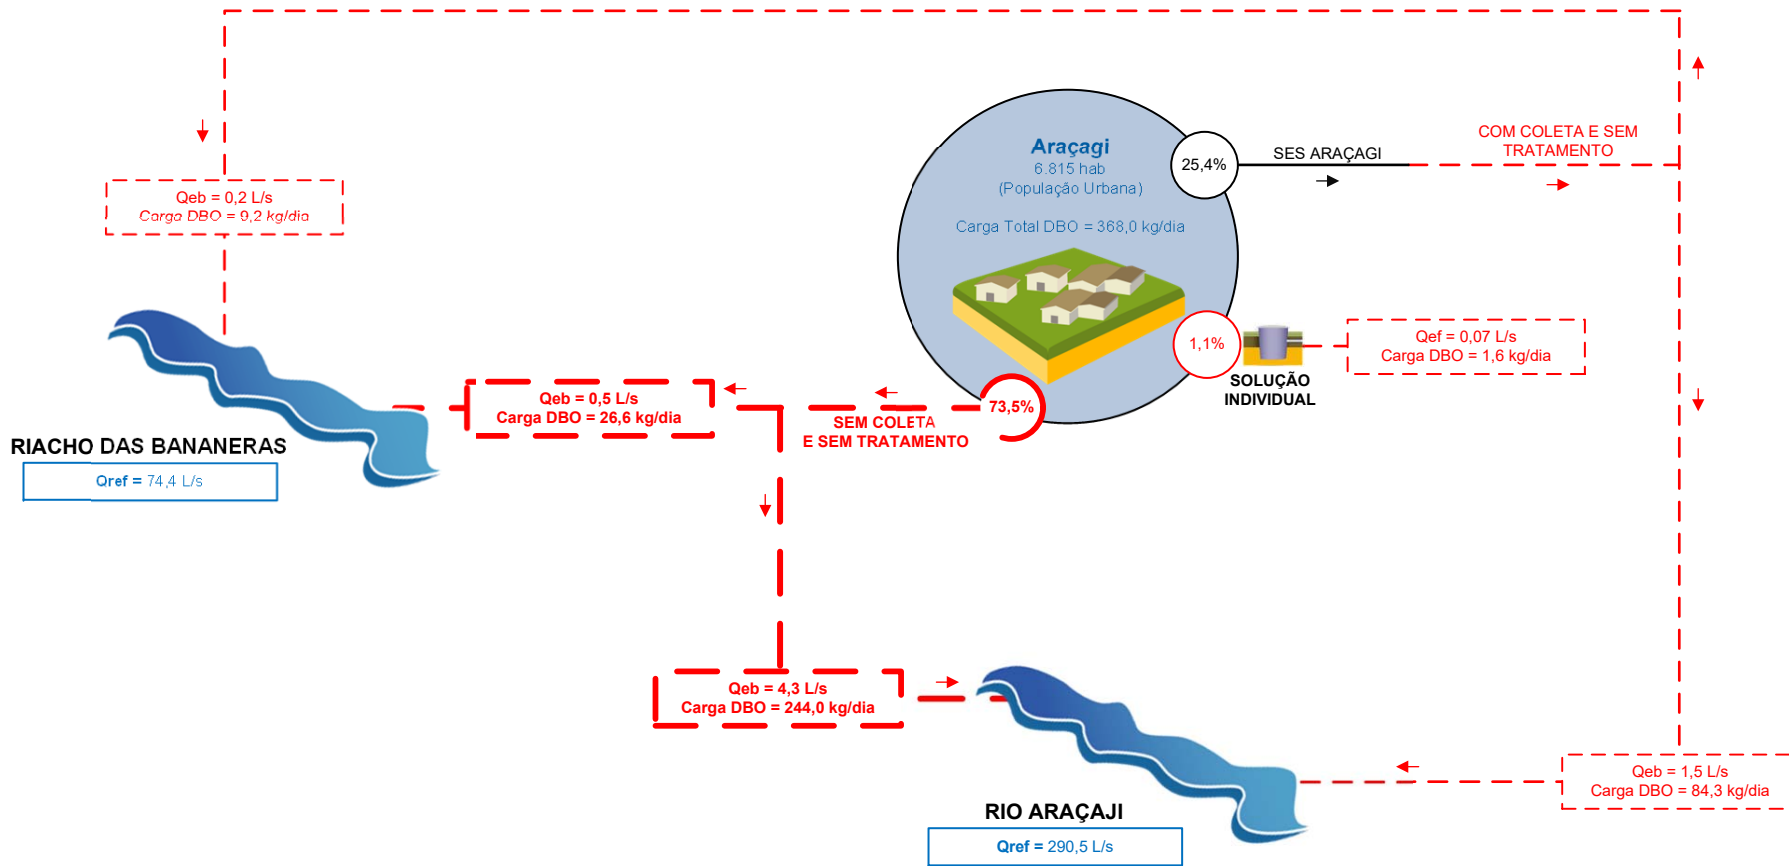 Araçagi
6.815 hab
(População Urbana)
Carga Total DBO = 368,0 kg/dia
25,4%
SES ARAÇAGI
COM COLETA E SEM
TRATAMENTO
Qeb = 0,2 L/s
Carga DBO = 9,2 kg/dia
1,1%
SOLUÇÃO
INDIVIDUAL
Qef = 0,07 L/s
Carga DBO = 1,6 kg/dia
73,5%
SEM COLETA
E SEM TRATAMENTO
Qeb = 0,5 L/s
Carga DBO = 26,6 kg/dia
RIACHO DAS BANANERAS
Qref = 74,4 L/s
Qeb = 4,3 L/s
Carga DBO = 244,0 kg/dia
Qeb = 1,5 L/s
Carga DBO = 84,3 kg/dia
RIO ARAÇAJI
Qref = 290,5 L/s